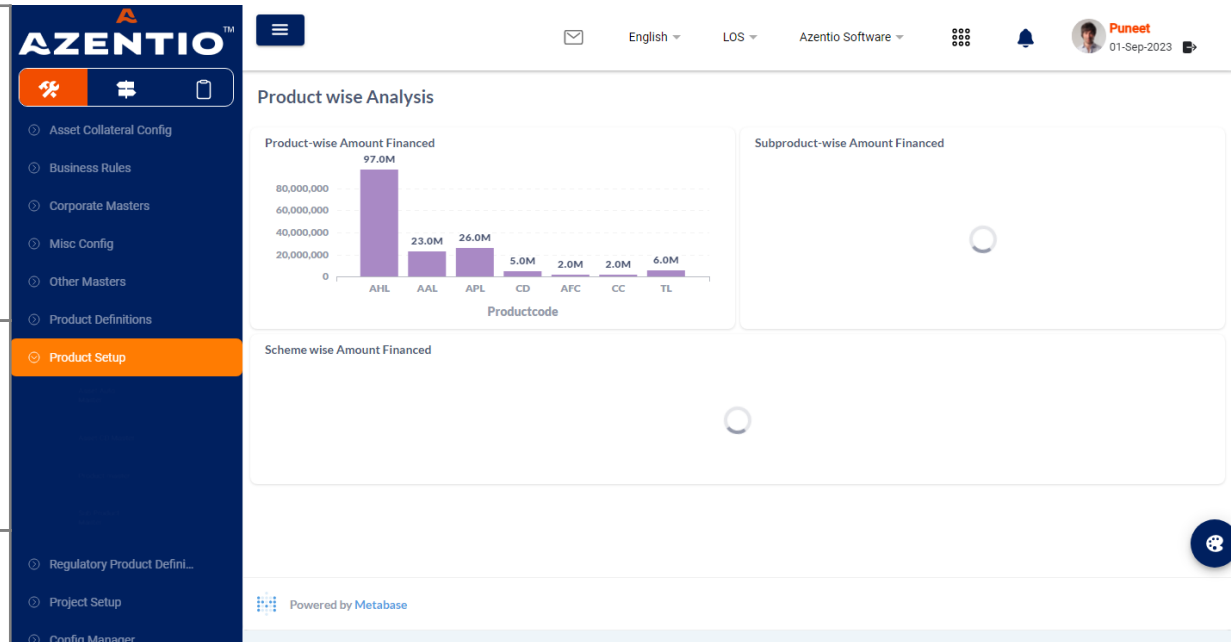 AZENTIO™
English
LOS
Azentio Software
Puneet
01-Sep-2023
Asset Collateral Config
Business Rules
Corporate Masters
Misc Config
Other Masters
Product Definitions
Product Setup
Regulatory Product Defini...
Project Setup
Config Manager
Product wise Analysis
Product-wise Amount Financed
97.0M
80,000,000
60,000,000
40,000,000
20,000,000
0
23.0M
26.0M
5.0M
2.0M
2.0M
6.0M
AHL AAL APL CD AFC CC TL
Productcode
Subproduct-wise Amount Financed
Scheme wise Amount Financed
Powered by Metabase